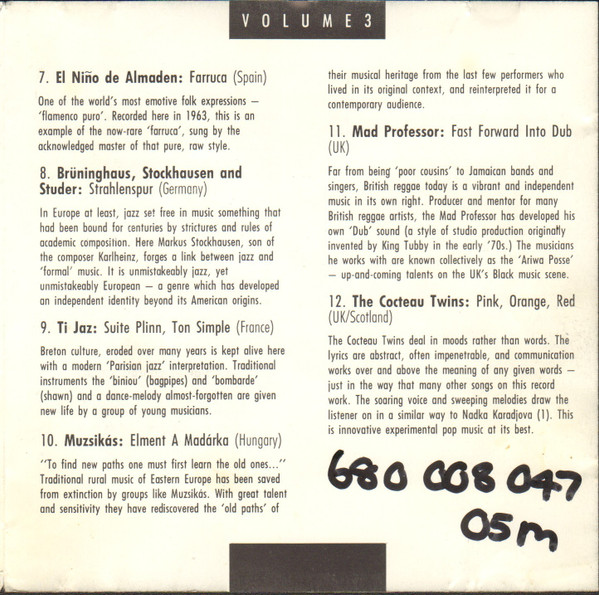 VOLUME 3
7. El Niño de Almaden: Farruca (Spain)
One of the world's most emotive folk expressions –
'flamenco puro'. Recorded here in 1963, this is an
example of the now-rare 'farruca', sung by the
acknowledged master of that pure, raw style.
8. Brüninghaus, Stockhausen and
Studer: Strahlenspur (Germany)
In Europe at least, jazz set free in music something that
had been bound for centuries by strictures and rules of
academic composition. Here Markus Stockhausen, son of
the composer Karlheinz, forges a link between jazz and
'formal' music. It is unmistakeably jazz, yet
unmistakeably European – a genre which has developed
an independent identity beyond its American origins.
9. Ti Jaz: Suite Plinn, Ton Simple (France)
Breton culture, eroded over many years is kept alive here
with a modern 'Parisian jazz' interpretation. Traditional
instruments the 'biniou' (bagpipes) and 'bombarde'
(shawn) and a dance-melody almost-forgotten are given
new life by a group of young musicians.
10. Muzsikás: Elment A Madárka (Hungary)
"To find new paths one must first learn the old ones..."
Traditional rural music of Eastern Europe has been saved
from extinction by groups like Muzsikás. With great talent
and sensitivity they have rediscovered the 'old paths' of
their musical heritage from the last few performers who
lived in its original context, and reinterpreted it for a
contemporary audience.
11. Mad Professor: Fast Forward Into Dub
(UK)
Far from being 'poor cousins' to Jamaican bands and
singers, British reggae today is a vibrant and independent
music in its own right. Producer and mentor for many
British reggae artists, the Mad Professor has developed his
own 'Dub' sound (a style of studio production originally
invented by King Tubby in the early '70s.) The musicians
he works with are known collectively as the 'Ariwa Posse'
– up-and-coming talents on the UK's Black music scene.
12. The Cocteau Twins: Pink, Orange, Red
(UK/Scotland)
The Cocteau Twins deal in moods rather than words. The
lyrics are abstract, often impenetrable, and communication
works over and above the meaning of any given words –
just in the way that many other songs on this record
work. The soaring voice and sweeping melodies draw the
listener on in a similar way to Nadka Karadjova (1). This
is innovative experimental pop music at its best.
680 008 047
05m